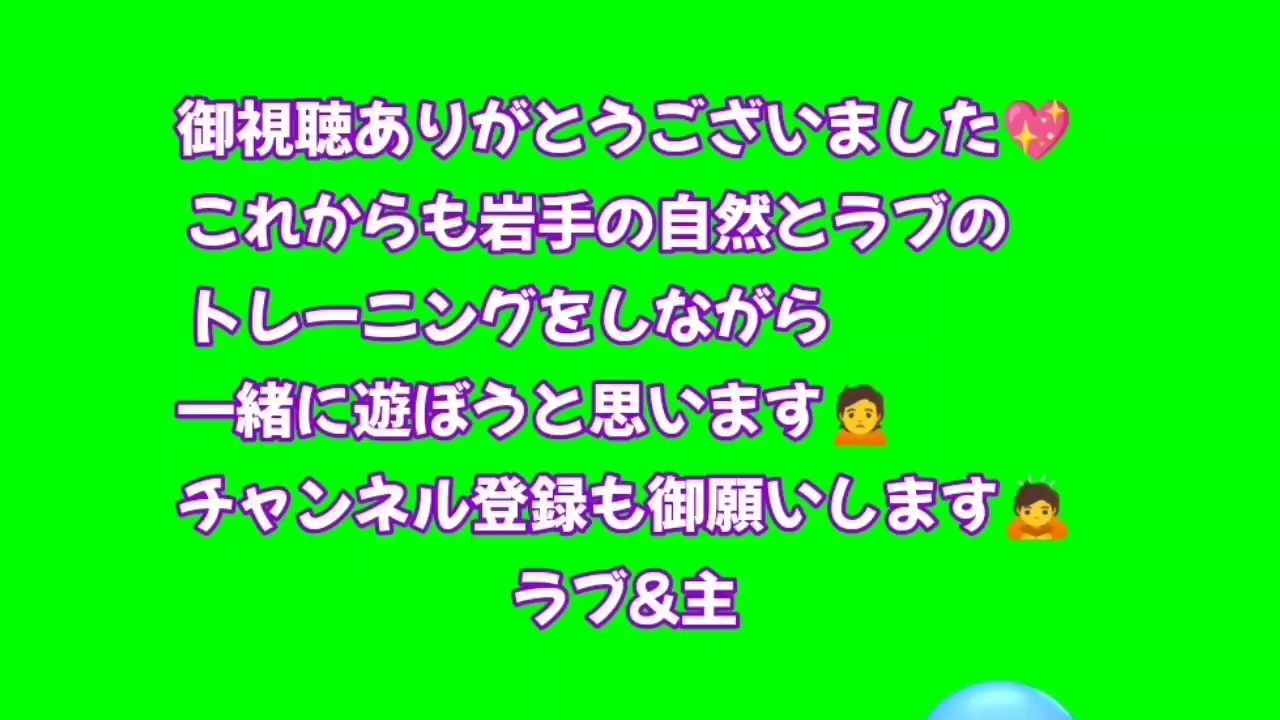 御視聴ありがとうございました💖
これからも岩手の自然とラブの
トレーニングをしながら
一緒に遊ぼうと思います🙍
チャンネル登録も御願いします🙇
ラブ&主